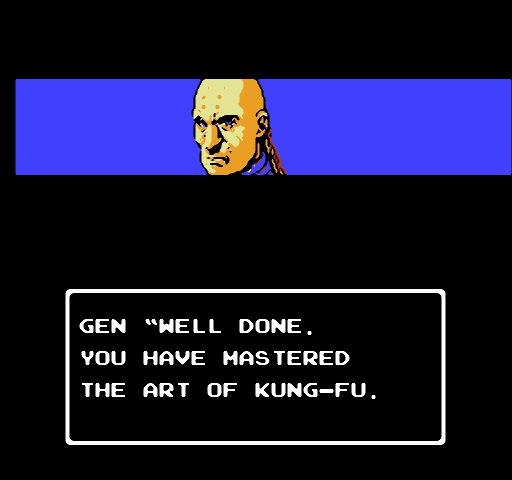 GEN “WELL DONE.
YOU HAVE MASTERED
THE ART OF KUNG-FU.